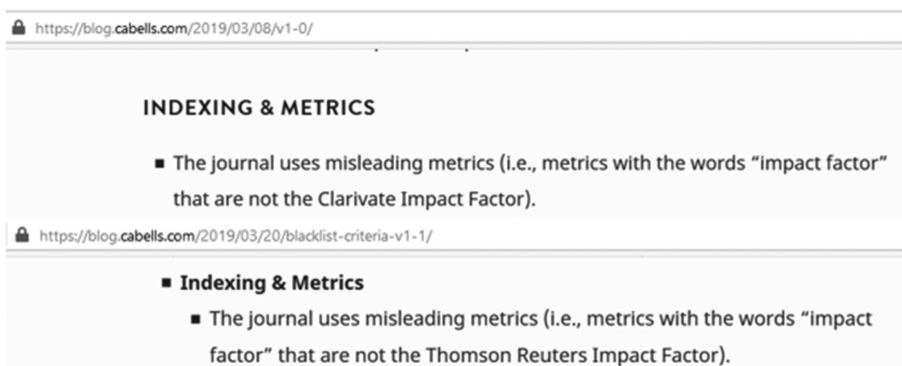 https://blog.cabells.com/2019/03/08/v1-0/
INDEXING & METRICS
▪ The journal uses misleading metrics (i.e., metrics with the words “impact factor”
that are not the Clarivate Impact Factor).
https://blog.cabells.com/2019/03/20/blacklist-criteria-v1-1/
▪ Indexing & Metrics
▪ The journal uses misleading metrics (i.e., metrics with the words “impact
factor” that are not the Thomson Reuters Impact Factor).